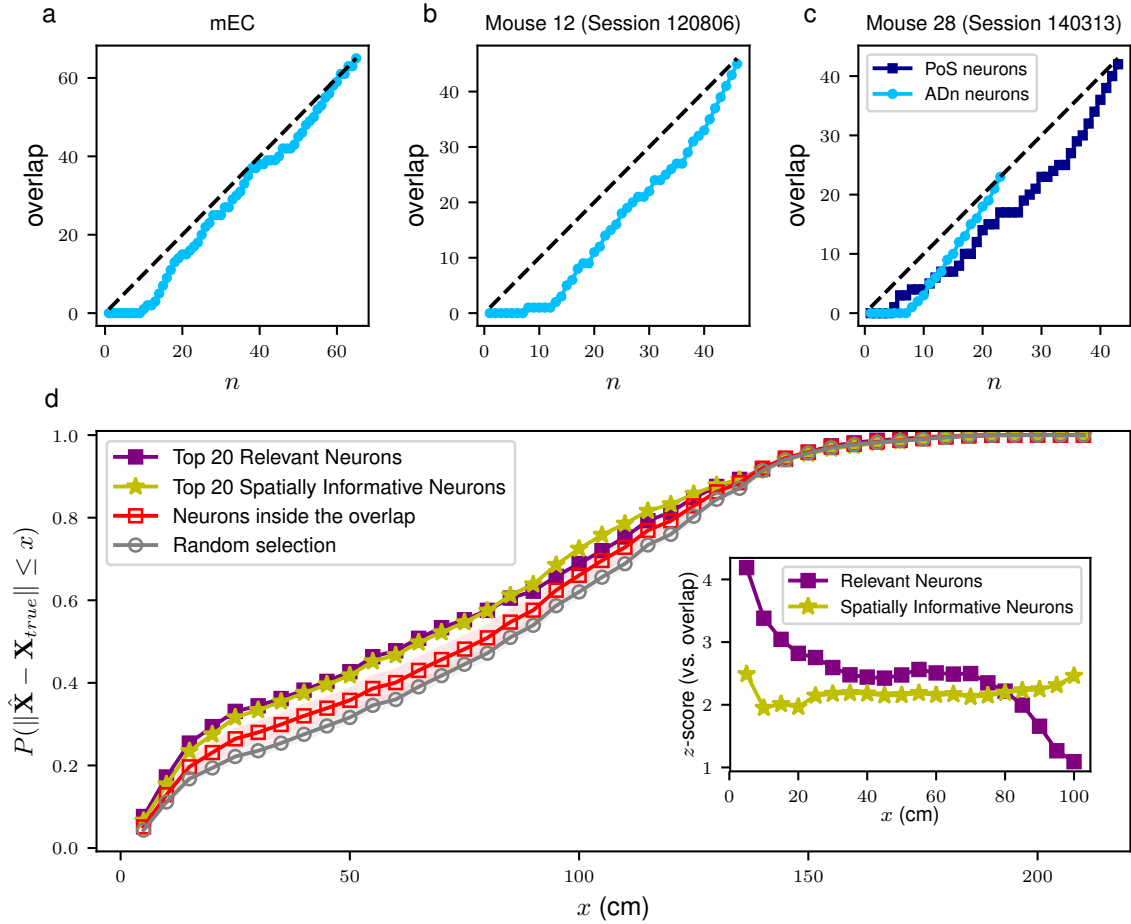 a
mEC
overlap
60
40
20
0
0
20
40
60
n
b
Mouse 12 (Session 120806)
overlap
40
30
20
10
0
0
10
20
30
40
n
c
Mouse 28 (Session 140313)
PoS neurons
ADn neurons
overlap
40
30
20
10
0
0
10
20
30
40
n
d
Top 20 Relevant Neurons
Top 20 Spatially Informative Neurons
Neurons inside the overlap
Random selection
P(||X̂ − X_true|| ≤ x)
1.0
0.8
0.6
0.4
0.2
0.0
0
50
100
150
200
x (cm)
Relevant Neurons
Spatially Informative Neurons
z-score (vs. overlap)
4
3
2
1
0
20
40
60
80
100
x (cm)